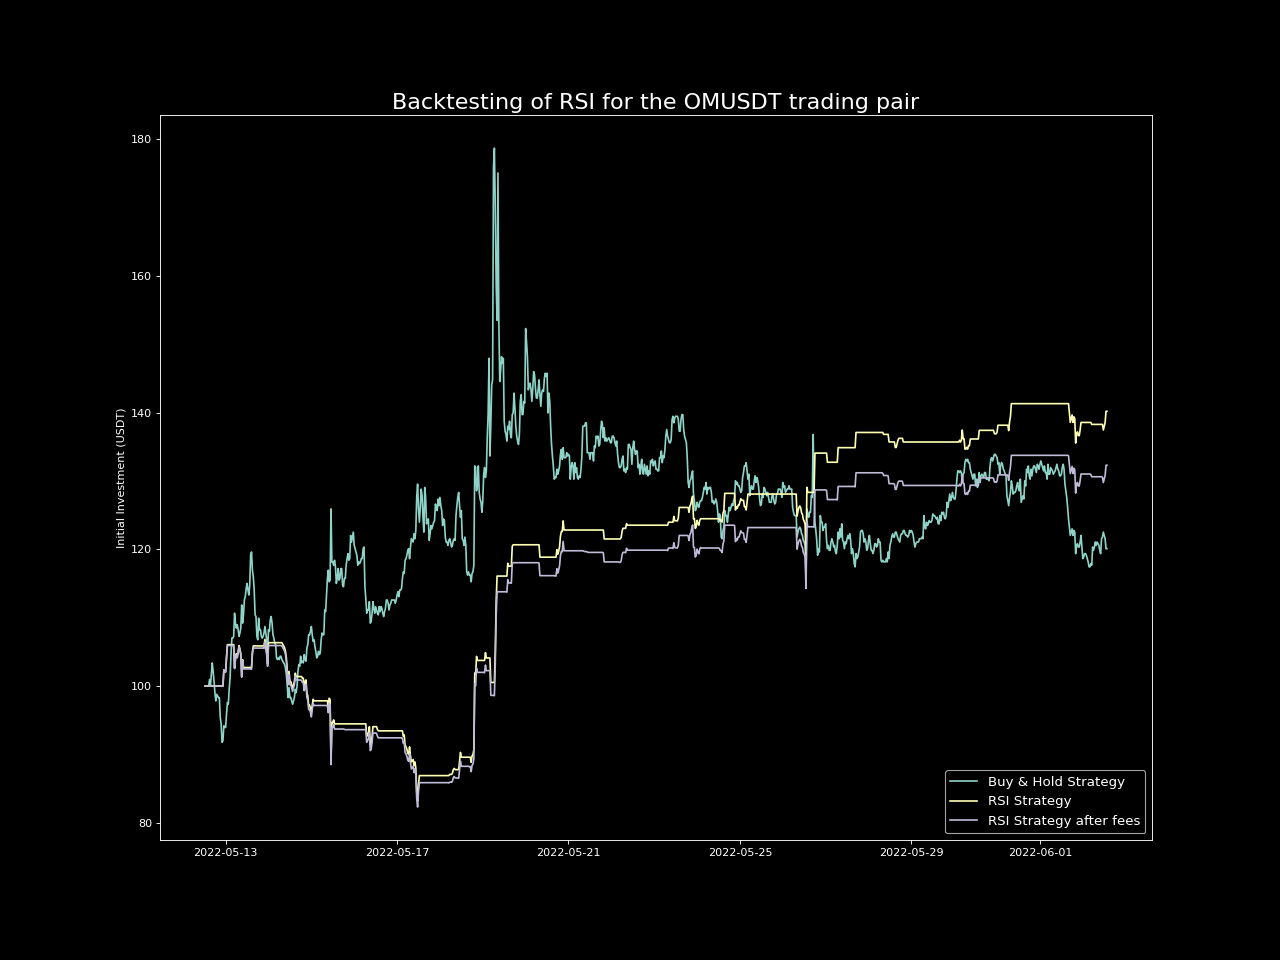 Backtesting of RSI for the OMUSDT trading pair
Initial Investment (USDT)
180
160
140
120
100
80
2022-05-13
2022-05-17
2022-05-21
2022-05-25
2022-05-29
2022-06-01
Buy & Hold Strategy
RSI Strategy
RSI Strategy after fees